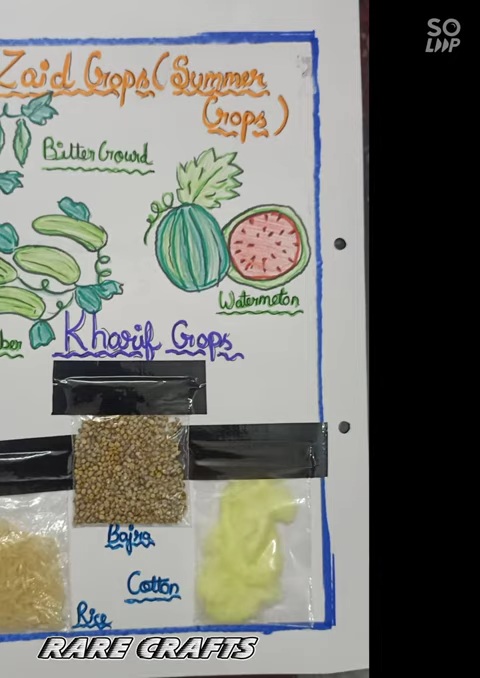 SO
LOOP
Zaid Crops (Summer
Crops)
Bitter Gourd
Watermelon
ber
Kharif Crops
Bajra
Cotton
Rice
RARE CRAFTS